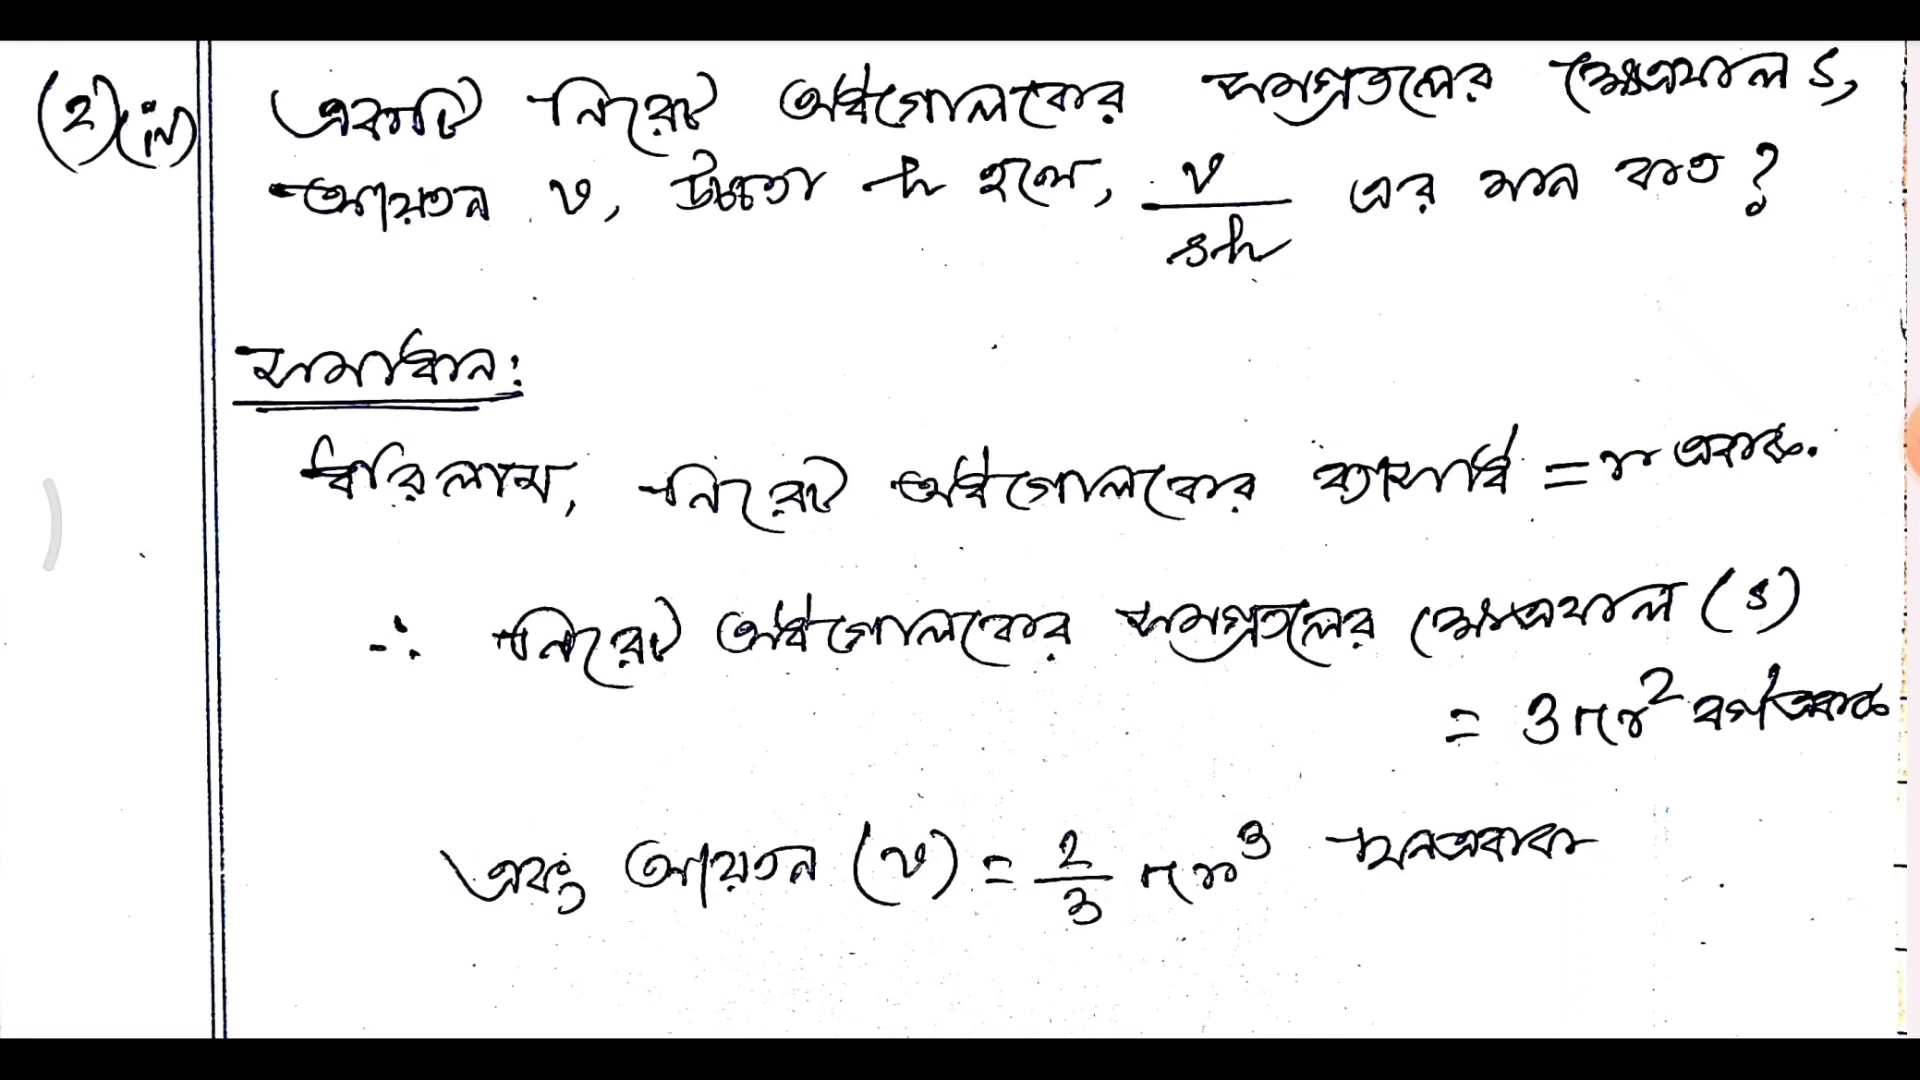 (২)(iv) একটি নিরেট অর্ধগোলকের সমগ্রতলের ক্ষেত্রফল s,
আয়তন v, উচ্চতা h হলে, v/sh এর মান কত?
সমাধান:
ধরিলাম, নিরেট অর্ধগোলকের ব্যাসার্ধ = r একক.
∴ নিরেট অর্ধগোলকের সমগ্রতলের ক্ষেত্রফল (s)
= 3πr² বর্গএকক
এবং আয়তন (v) = 2/3 πr³ ঘনএকক